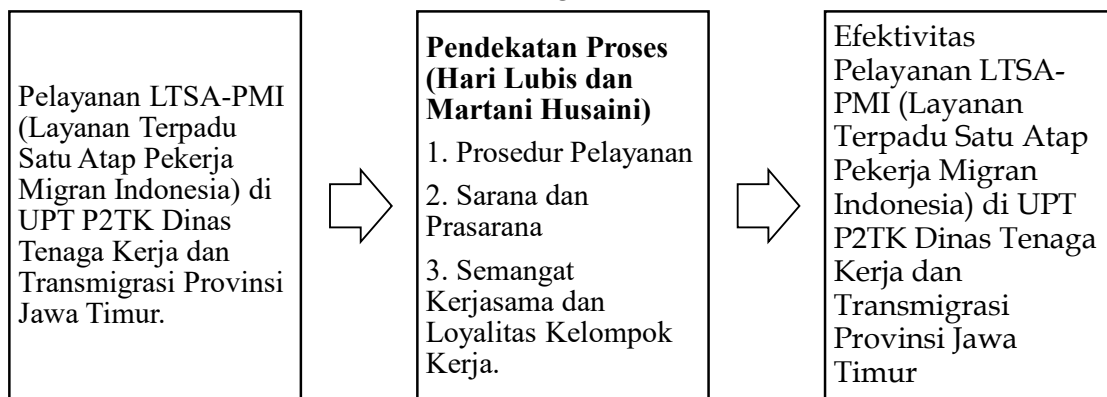 Pelayanan LTSA-PMI
(Layanan Terpadu
Satu Atap Pekerja
Migran Indonesia) di
UPT P2TK Dinas
Tenaga Kerja dan
Transmigrasi Provinsi
Jawa Timur.
Pendekatan Proses
(Hari Lubis dan
Martani Husaini)
1. Prosedur Pelayanan
2. Sarana dan
Prasarana
3. Semangat
Kerjasama dan
Loyalitas Kelompok
Kerja.
Efektivitas
Pelayanan LTSA-
PMI (Layanan
Terpadu Satu Atap
Pekerja Migran
Indonesia) di UPT
P2TK Dinas Tenaga
Kerja dan
Transmigrasi
Provinsi Jawa
Timur